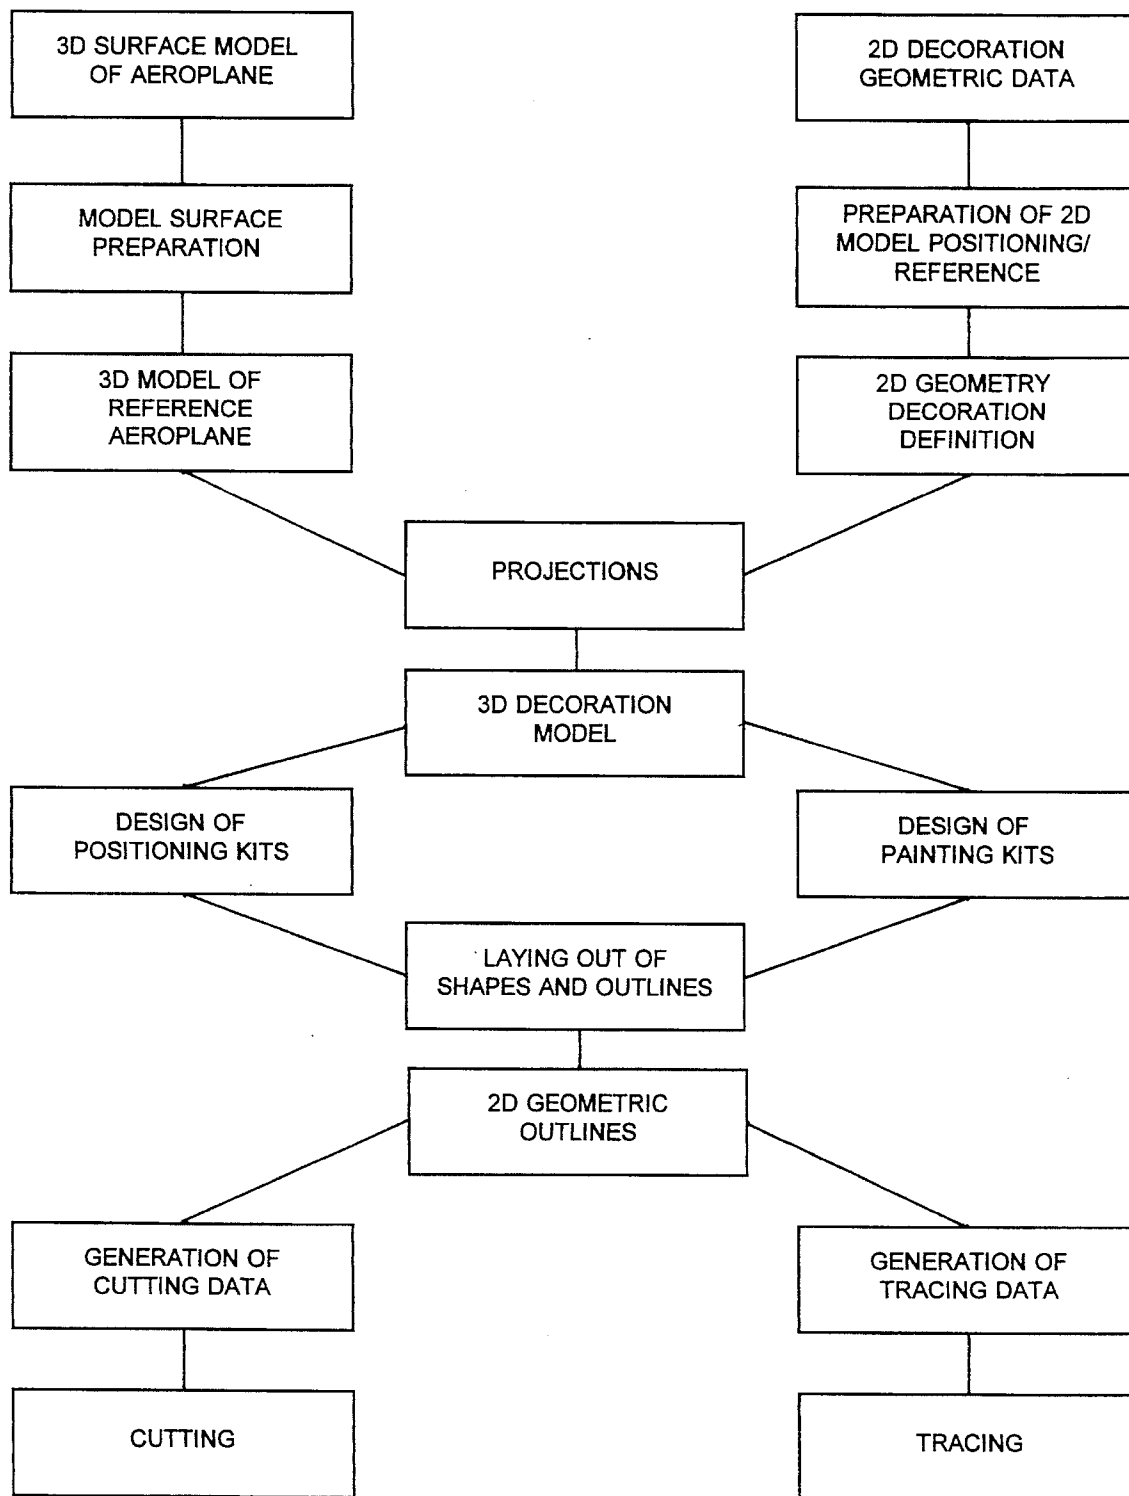 3D SURFACE MODEL
OF AEROPLANE
2D DECORATION
GEOMETRIC DATA
MODEL SURFACE
PREPARATION
PREPARATION OF 2D
MODEL POSITIONING/
REFERENCE
3D MODEL OF
REFERENCE
AEROPLANE
2D GEOMETRY
DECORATION
DEFINITION
PROJECTIONS
3D DECORATION
MODEL
DESIGN OF
POSITIONING KITS
DESIGN OF
PAINTING KITS
LAYING OUT OF
SHAPES AND OUTLINES
2D GEOMETRIC
OUTLINES
GENERATION OF
CUTTING DATA
GENERATION OF
TRACING DATA
CUTTING
TRACING